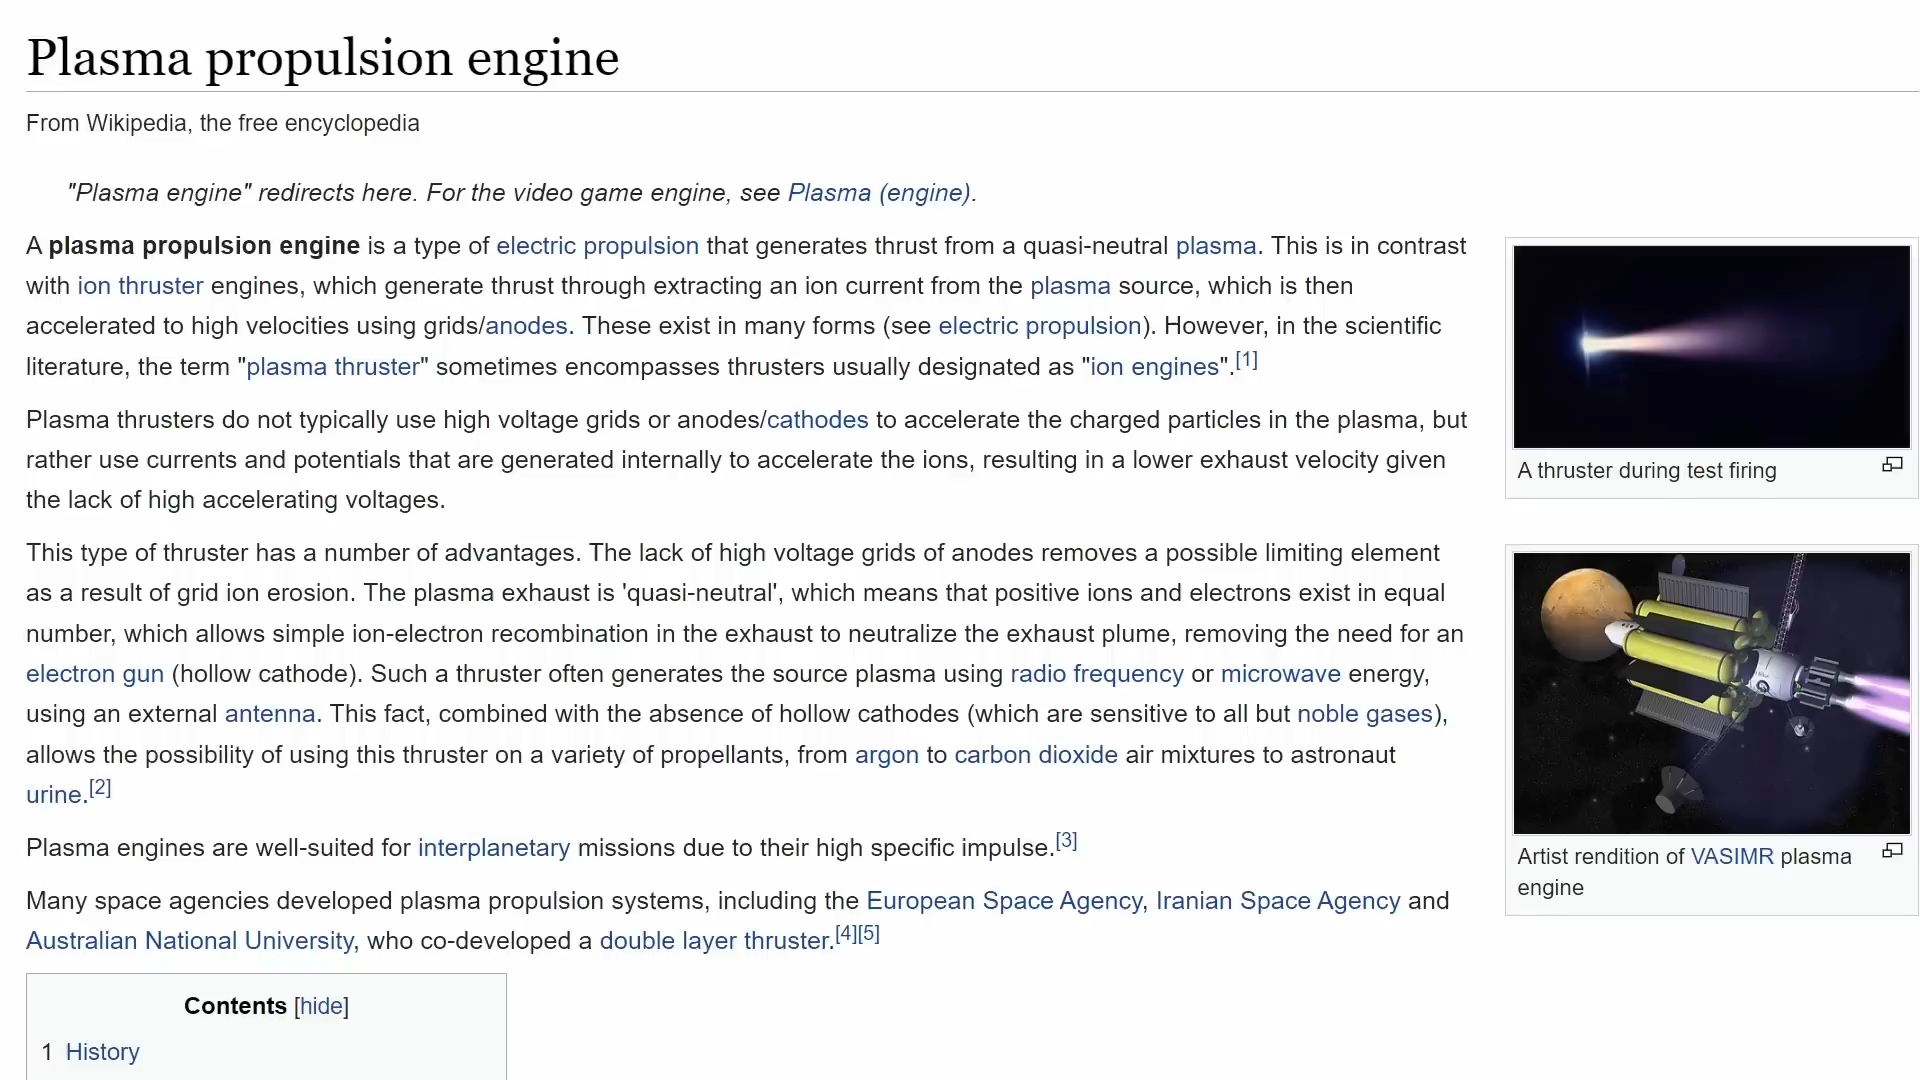 Plasma propulsion engine
From Wikipedia, the free encyclopedia
"Plasma engine" redirects here. For the video game engine, see Plasma (engine).
A plasma propulsion engine is a type of electric propulsion that generates thrust from a quasi-neutral plasma. This is in contrast
with ion thruster engines, which generate thrust through extracting an ion current from the plasma source, which is then
accelerated to high velocities using grids/anodes. These exist in many forms (see electric propulsion). However, in the scientific
literature, the term "plasma thruster" sometimes encompasses thrusters usually designated as "ion engines".[1]
Plasma thrusters do not typically use high voltage grids or anodes/cathodes to accelerate the charged particles in the plasma, but
rather use currents and potentials that are generated internally to accelerate the ions, resulting in a lower exhaust velocity given
the lack of high accelerating voltages.
This type of thruster has a number of advantages. The lack of high voltage grids of anodes removes a possible limiting element
as a result of grid ion erosion. The plasma exhaust is 'quasi-neutral', which means that positive ions and electrons exist in equal
number, which allows simple ion-electron recombination in the exhaust to neutralize the exhaust plume, removing the need for an
electron gun (hollow cathode). Such a thruster often generates the source plasma using radio frequency or microwave energy,
using an external antenna. This fact, combined with the absence of hollow cathodes (which are sensitive to all but noble gases),
allows the possibility of using this thruster on a variety of propellants, from argon to carbon dioxide air mixtures to astronaut
urine.[2]
Plasma engines are well-suited for interplanetary missions due to their high specific impulse.[3]
Many space agencies developed plasma propulsion systems, including the European Space Agency, Iranian Space Agency and
Australian National University, who co-developed a double layer thruster.[4][5]
Contents [hide]
1 History
A thruster during test firing
Artist rendition of VASIMR plasma
engine